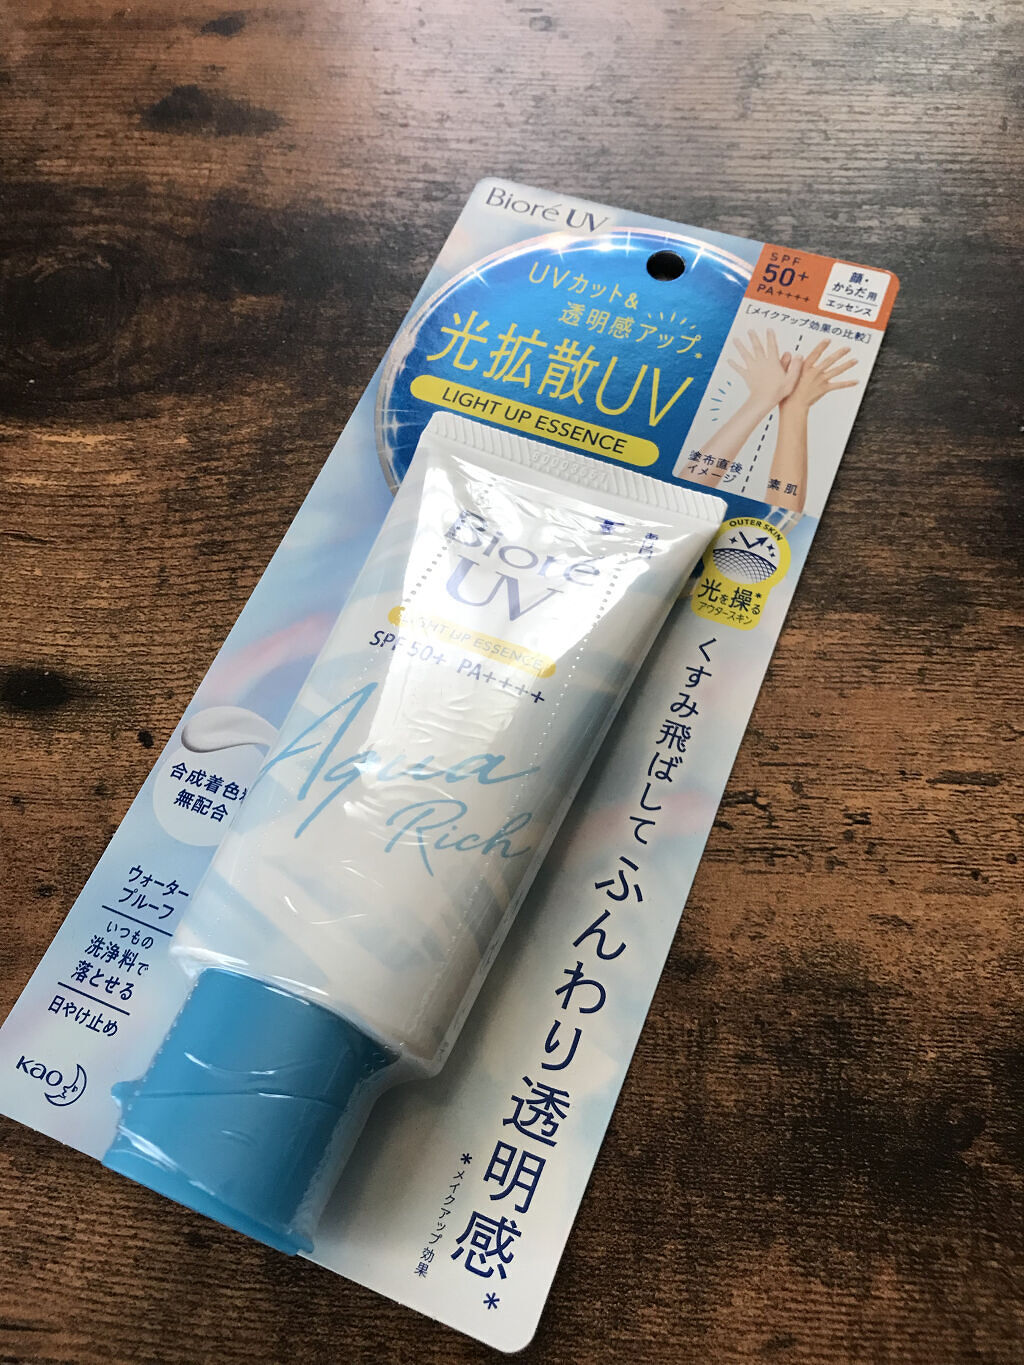 Bioré UV
UVカット&
透明感アップ*
光拡散UV
LIGHT UP ESSENCE
SPF
50+
PA++++
顔・
からだ用
エッセンス
[メイクアップ効果の比較]
塗布直後
イメージ
素肌
OUTER SKIN
光を操る*
アウタースキン
Bioré
UV
LIGHT UP ESSENCE
SPF 50+ PA++++
Aqua
Rich
くすみ飛ばして ふんわり透明感*
*メイクアップ効果
合成着色
無配合
ウォーター
プルーフ
いつもの
洗浄料で
落とせる
日やけ止め
Kao